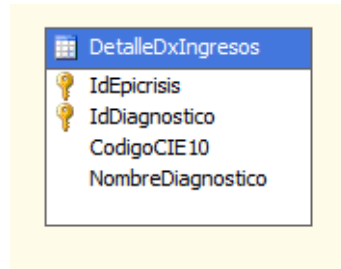 DetalleDxIngresos
IdEpicrisis
IdDiagnostico
CodigoCIE10
NombreDiagnostico